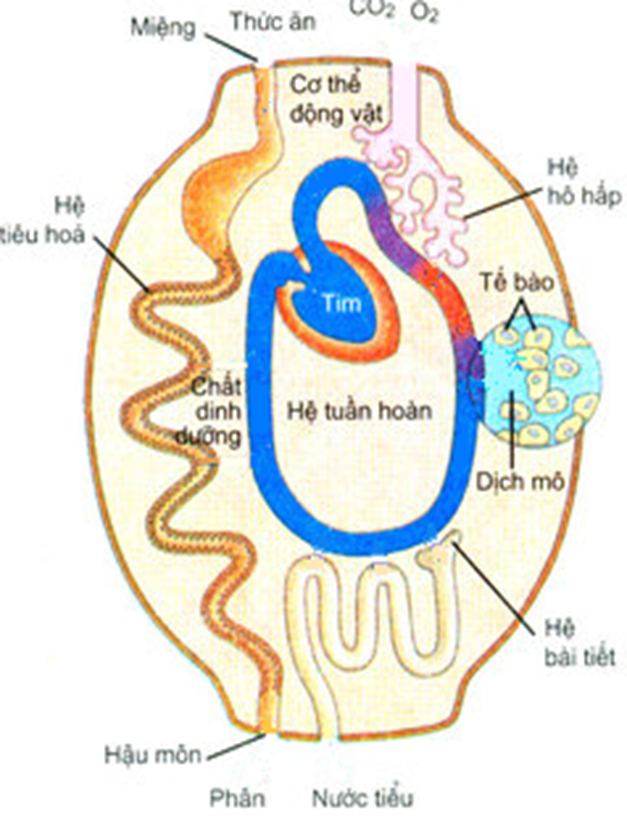 CO2 O2
Miệng
Thức ăn
Cơ thể
động vật
Hệ
hô hấp
Hệ
tiêu hoá
Tế bào
Tim
Chất
dinh
dưỡng
Hệ tuần hoàn
Dịch mô
Hệ
bài tiết
Hậu môn
Phân
Nước tiểu